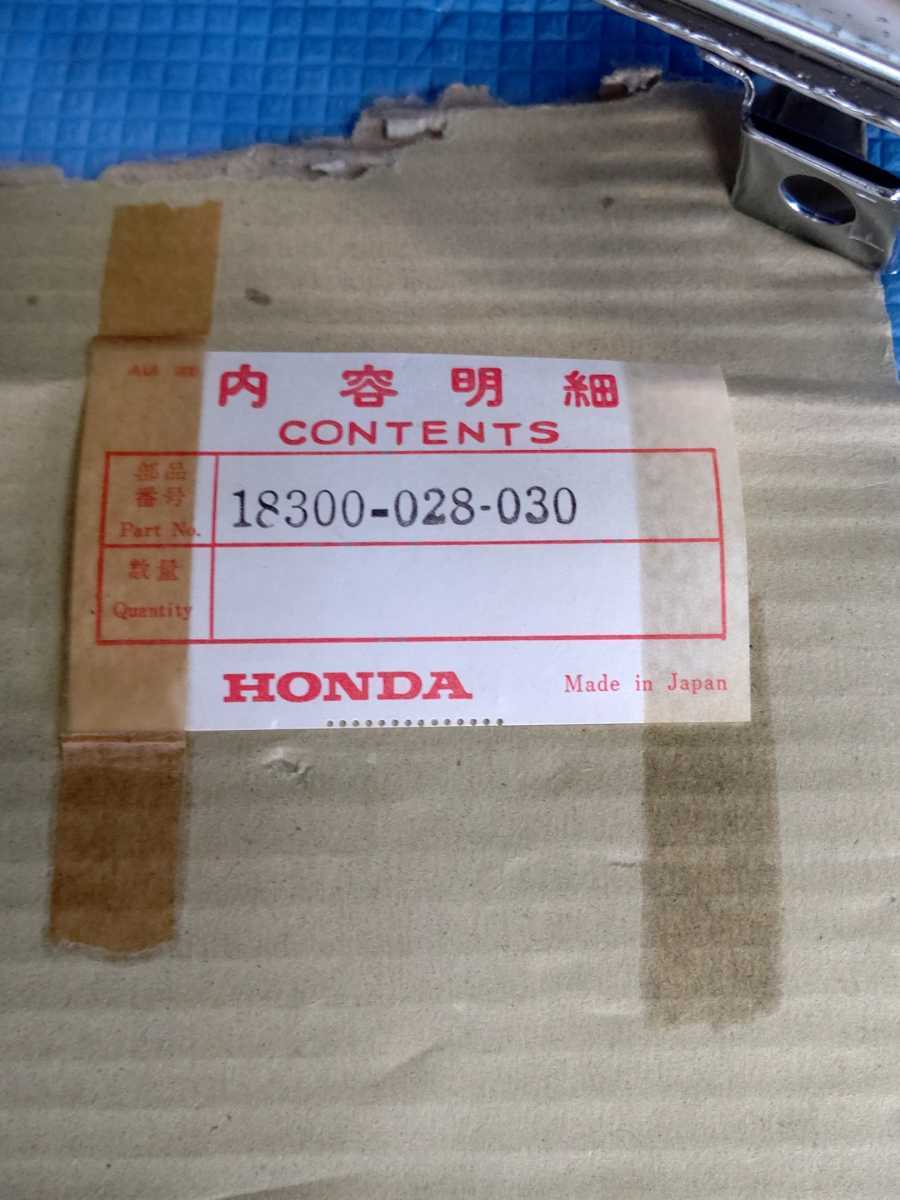 内容明細
CONTENTS
部品
番号
Part No.
18300-028-030
数量
Quantity
HONDA
Made in Japan